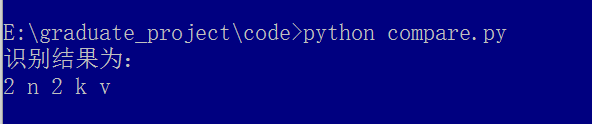 E:\graduate_project\code>python compare.py
识别结果为:
2 n 2 k v